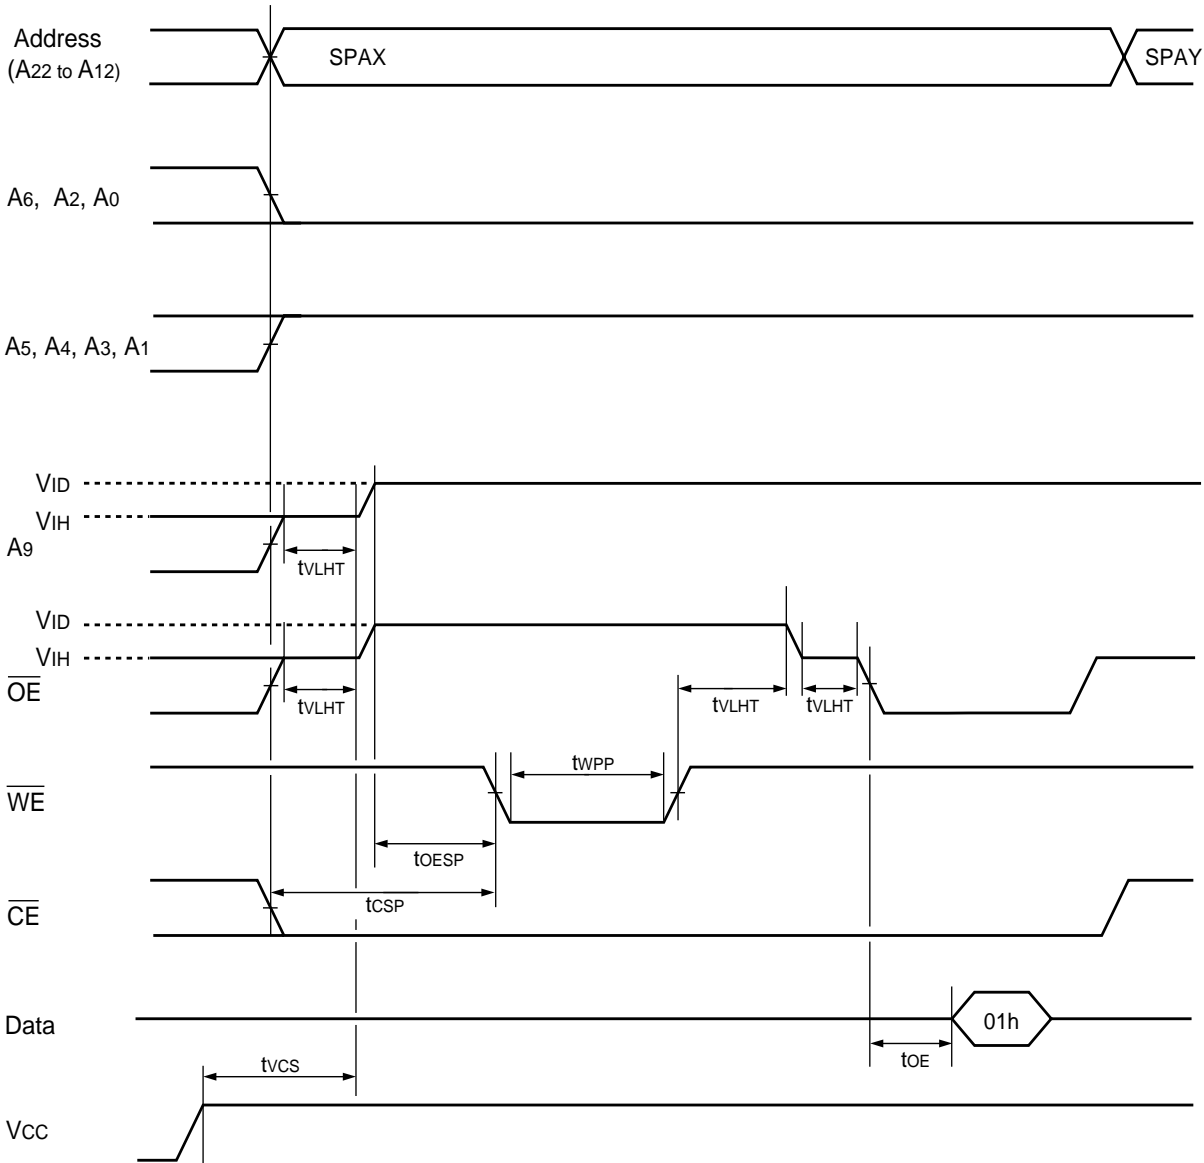 Address
(A22 to A12)
SPAX
SPAY
A6, A2, A0
A5, A4, A3, A1
VID
VIH
A9
tVLHT
VID
VIH
OE
tVLHT
tVLHT
tVLHT
WE
tWPP
tOESP
CE
tCSP
Data
01h
tOE
tVCS
VCC